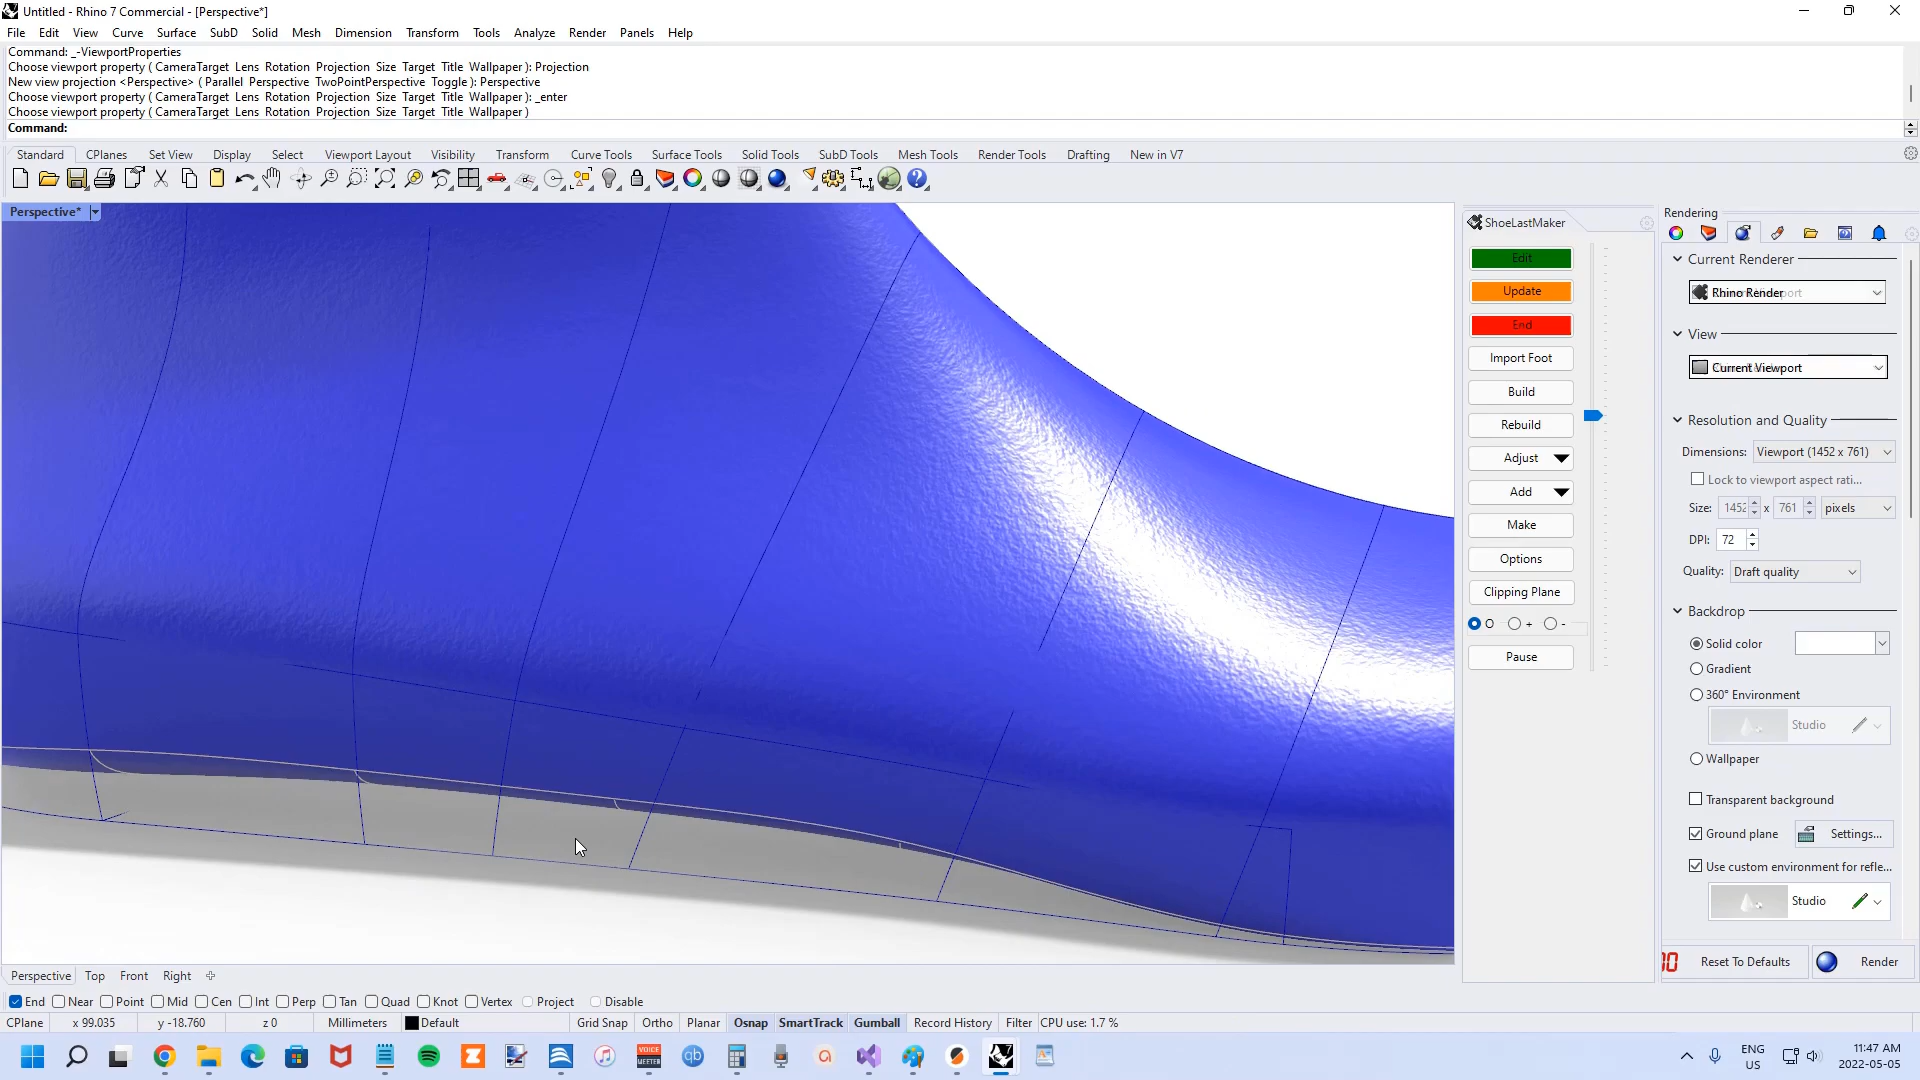 Untitled - Rhino 7 Commercial - [Perspective*]
File Edit View Curve Surface SubD Solid Mesh Dimension Transform Tools Analyze Render Panels Help
Command: _-ViewportProperties
Choose viewport property ( CameraTarget Lens Rotation Projection Size Target Title Wallpaper ): Projection
New view projection <Perspective> ( Parallel Perspective TwoPointPerspective Toggle ): Perspective
Choose viewport property ( CameraTarget Lens Rotation Projection Size Target Title Wallpaper ): _enter
Choose viewport property ( CameraTarget Lens Rotation Projection Size Target Title Wallpaper )
Command:
Standard CPlanes Set View Display Select Viewport Layout Visibility Transform Curve Tools Surface Tools Solid Tools SubD Tools Mesh Tools Render Tools Drafting New in V7
Perspective*
ShoeLastMaker
Edit
Update
End
Import Foot
Build
Rebuild
Adjust
Add
Make
Options
Clipping Plane
O + -
Pause
Rendering
Current Renderer
Rhino Render
View
Current Viewport
Resolution and Quality
Dimensions: Viewport (1452 x 761)
Lock to viewport aspect rati...
Size: 1452 x 761 pixels
DPI: 72
Quality: Draft quality
Backdrop
Solid color
Gradient
360° Environment
Studio
Wallpaper
Transparent background
Ground plane Settings...
Use custom environment for refle...
Studio
Reset To Defaults Render
Perspective Top Front Right
End Near Point Mid Cen Int Perp Tan Quad Knot Vertex Project Disable
CPlane x 99.035 y -18.760 z 0 Millimeters Default Grid Snap Ortho Planar Osnap SmartTrack Gumball Record History Filter CPU use: 1.7 %
VOICE MEETER
qb
ENG
US
11:47 AM
2022-05-05